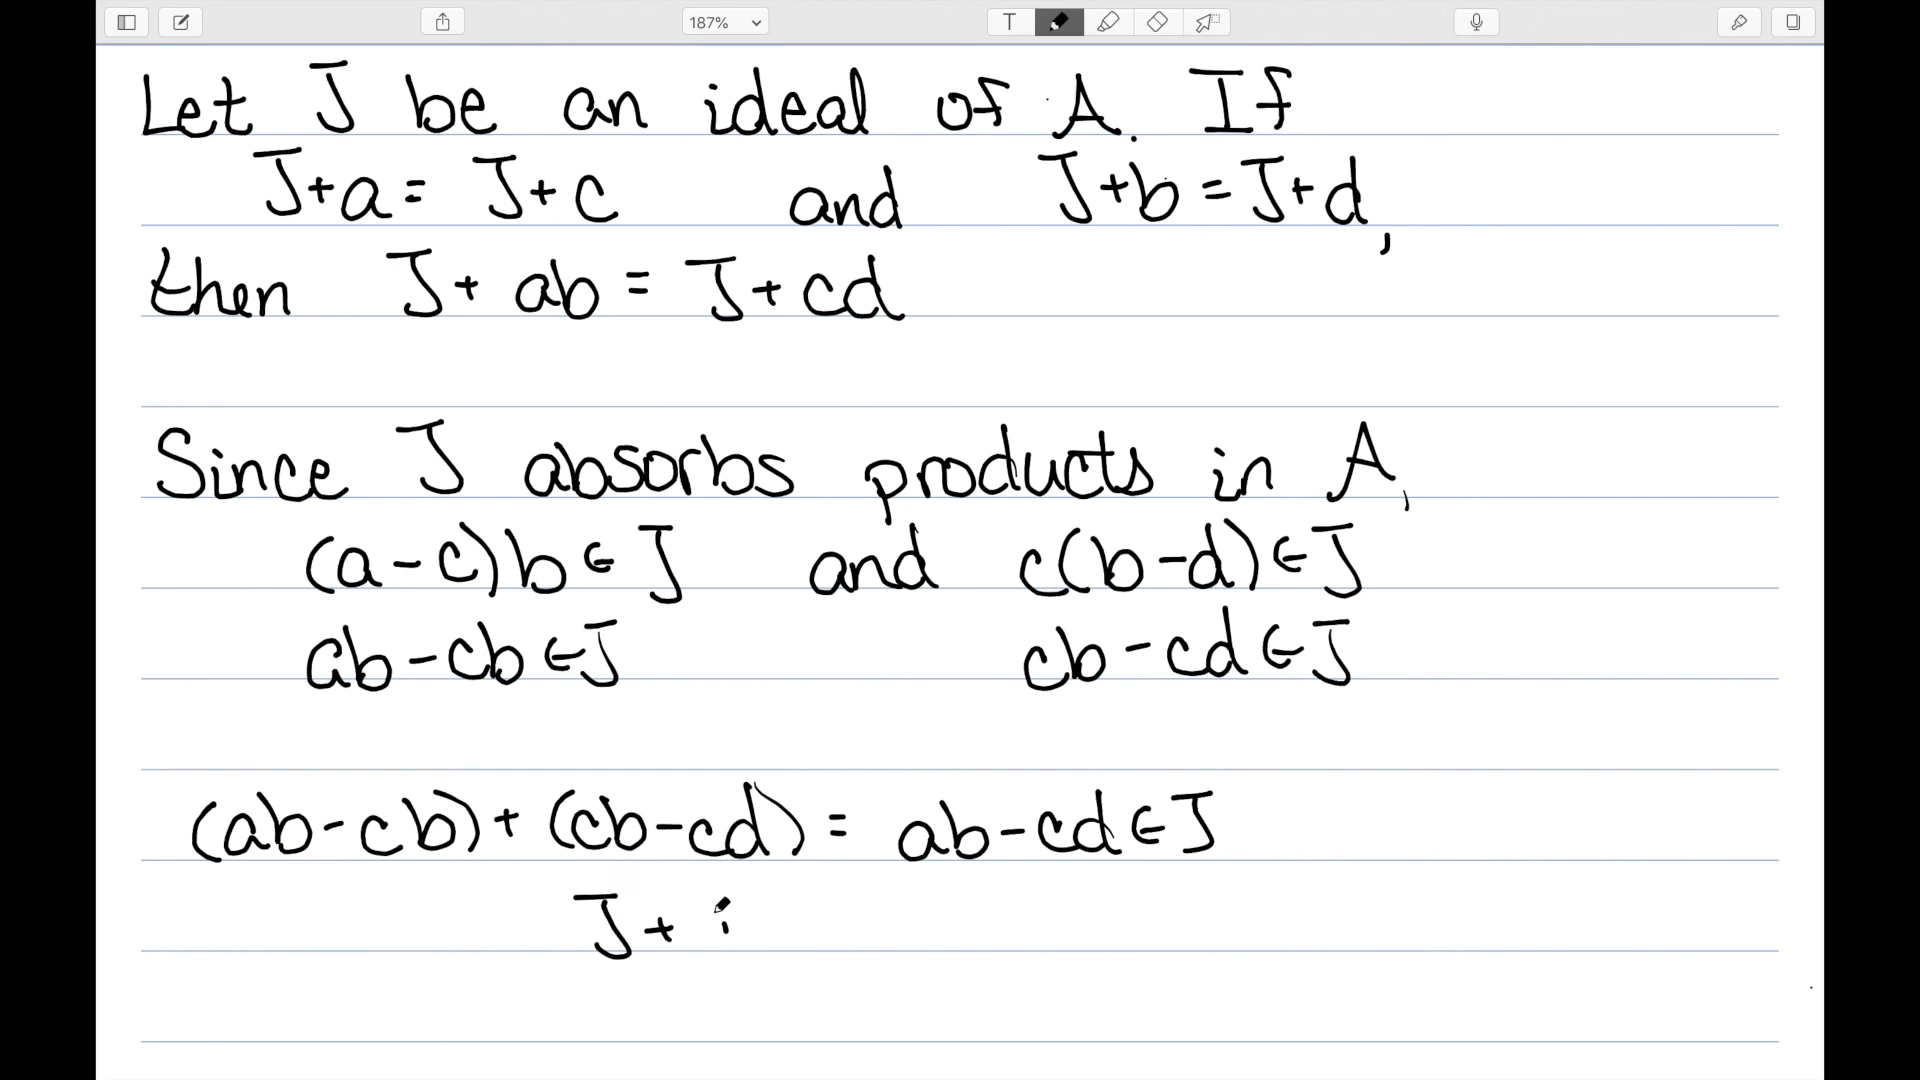 187%
T
Let J be an ideal of A. If
J+a = J+c and J+b = J+d,
then J+ ab = J+ cd
Since J absorbs products in A,
(a-c)b ∈ J and c(b-d) ∈ J
ab-cb ∈ J cb-cd ∈ J
(ab-cb)+(cb-cd) = ab-cd ∈ J
J +